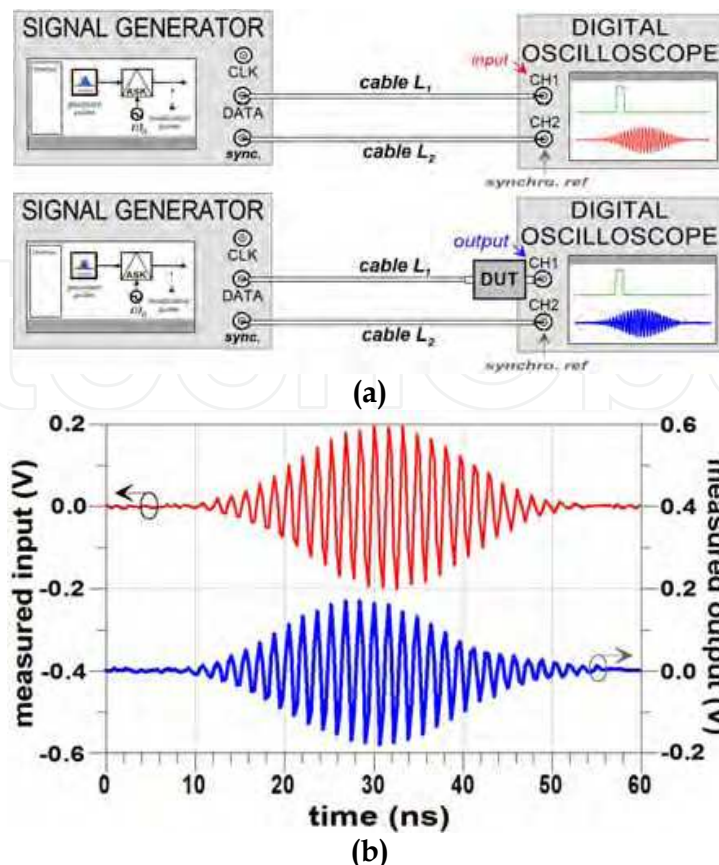 SIGNAL GENERATOR
DIGITAL
OSCILLOSCOPE
CLK
input
cable L1
CH1
ASK
DATA
CH2
cable L2
sync.
synchro. ref
SIGNAL GENERATOR
DIGITAL
OSCILLOSCOPE
CLK
output
cable L1
CH1
ASK
DATA
DUT
CH2
cable L2
sync.
synchro. ref
(a)
measured input (V)
0.2
0.0
-0.2
-0.4
-0.6
0.6
0.4
0.2
0.0
-0.2
measured output (V)
0 10 20 30 40 50 60
time (ns)
(b)